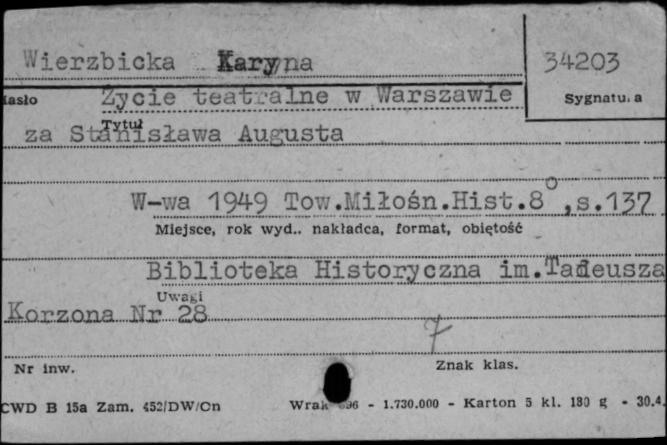 Wierzbicka Karyna 34203
Hasło Życie teatralne w Warszawie Sygnatura
Tytuł
za Stanisława Augusta
W-wa 1949 Tow.Miłośn.Hist.8°,s.137
Miejsce, rok wyd.. nakładca, format, objętość
Biblioteka Historyczna im.Tadeusza
Uwagi
Korzona Nr 28
7
Nr inw. Znak klas.
CWD B 15a Zam. 452/DW/Cn - 1.730.000 - Karton 5 kl. 180 g - 30.4.